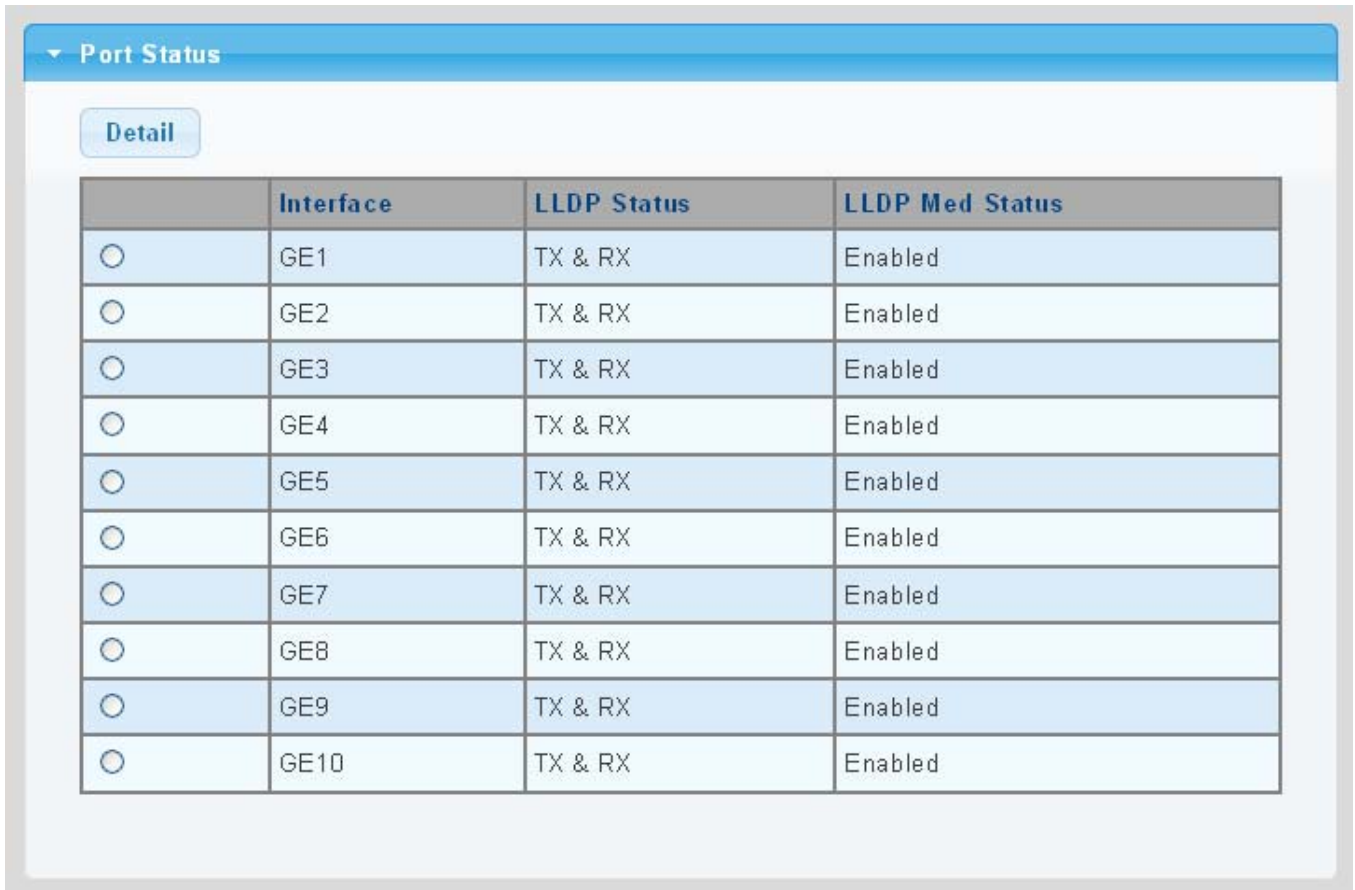 Port Status
Detail
Interface LLDP Status LLDP Med Status
GE1 TX & RX Enabled
GE2 TX & RX Enabled
GE3 TX & RX Enabled
GE4 TX & RX Enabled
GE5 TX & RX Enabled
GE6 TX & RX Enabled
GE7 TX & RX Enabled
GE8 TX & RX Enabled
GE9 TX & RX Enabled
GE10 TX & RX Enabled